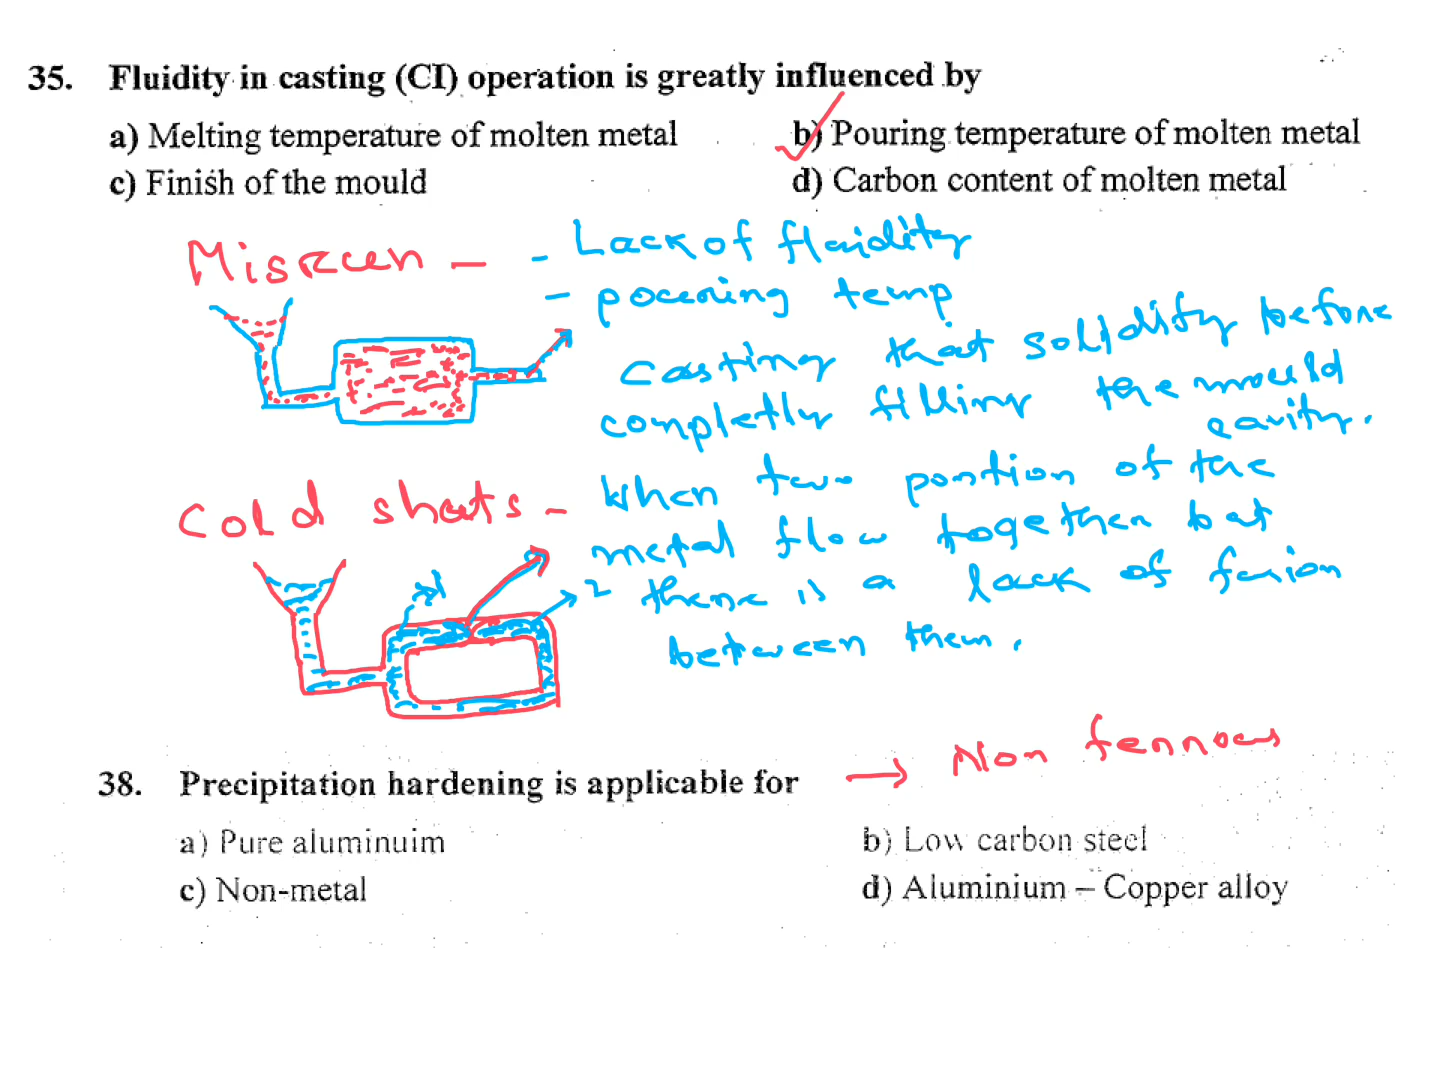 35. Fluidity in casting (CI) operation is greatly influenced by
a) Melting temperature of molten metal
b) Pouring temperature of molten metal
c) Finish of the mould
d) Carbon content of molten metal
Misrun - - Lack of fluidity
- pouring temp
casting that solidity before
completly filling the mould
cavity.
Cold shuts - When two portion of the
metal flow together but
2 there is a lack of fusion
between them.
→ Non ferrous
38. Precipitation hardening is applicable for
a) Pure aluminuim
b) Low carbon steel
c) Non-metal
d) Aluminium – Copper alloy